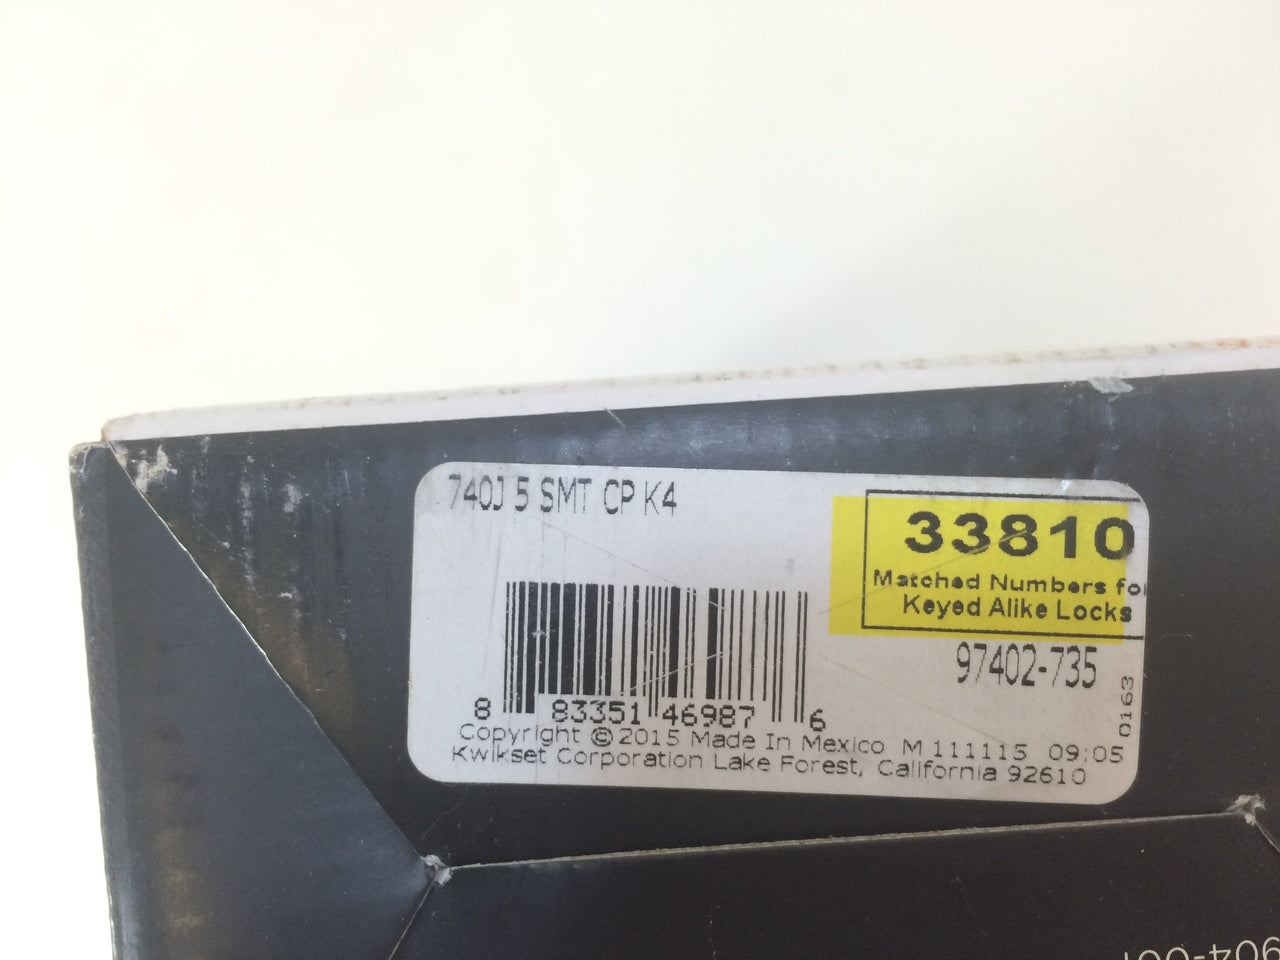 740J 5 SMT CP K4
33810
Matched Numbers for
Keyed Alike Locks
97402-735
0163
8 83351 46987 6
Copyright ©2015 Made In Mexico M 111115 09:05
Kwikset Corporation Lake Forest, California 92610